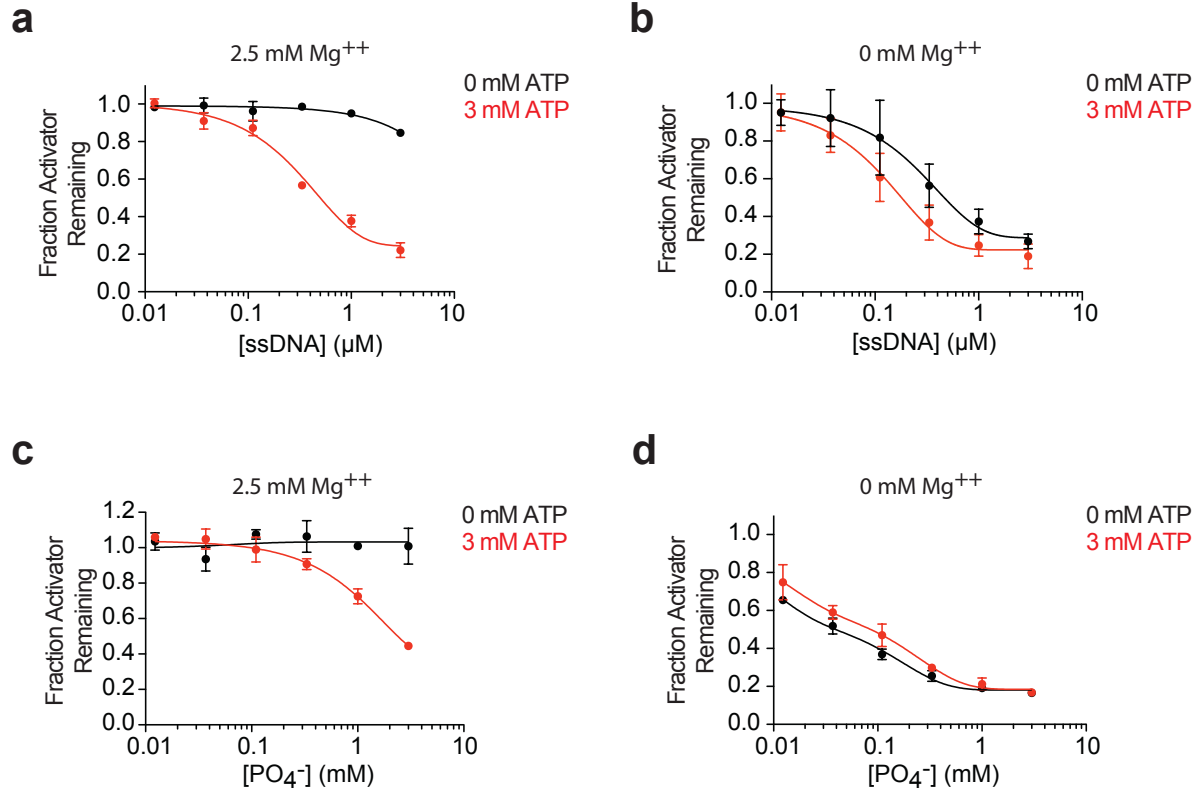 a
2.5 mM Mg++
0 mM ATP
3 mM ATP
Fraction Activator
Remaining
1.0
0.8
0.6
0.4
0.2
0.0
0.01
0.1
1
10
[ssDNA] (µM)
b
0 mM Mg++
0 mM ATP
3 mM ATP
Fraction Activator
Remaining
1.0
0.8
0.6
0.4
0.2
0.0
0.01
0.1
1
10
[ssDNA] (µM)
c
2.5 mM Mg++
0 mM ATP
3 mM ATP
Fraction Activator
Remaining
1.2
1.0
0.8
0.6
0.4
0.2
0.0
0.01
0.1
1
10
[PO4-] (mM)
d
0 mM Mg++
0 mM ATP
3 mM ATP
Fraction Activator
Remaining
1.0
0.8
0.6
0.4
0.2
0.0
0.01
0.1
1
10
[PO4-] (mM)